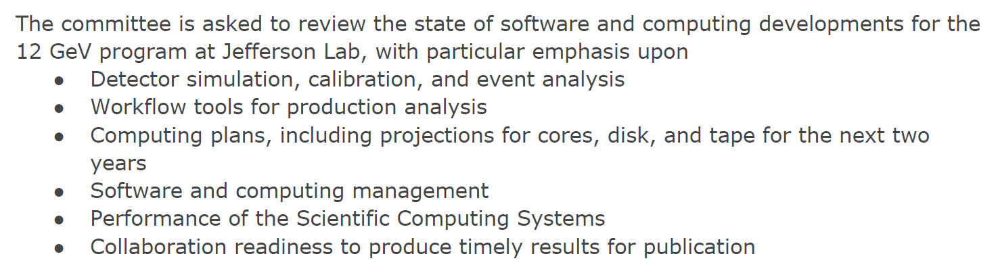 The committee is asked to review the state of software and computing developments for the
12 GeV program at Jefferson Lab, with particular emphasis upon
● Detector simulation, calibration, and event analysis
● Workflow tools for production analysis
● Computing plans, including projections for cores, disk, and tape for the next two
years
● Software and computing management
● Performance of the Scientific Computing Systems
● Collaboration readiness to produce timely results for publication